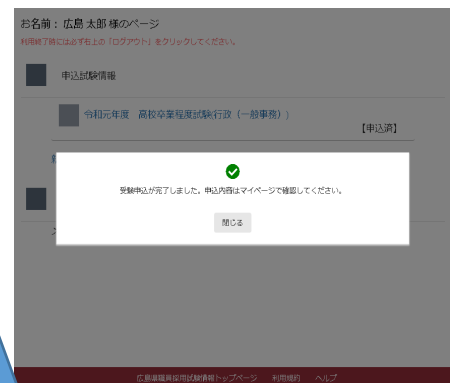 お名前：広島 太郎 様のページ
利用終了時には必ず右上の「ログアウト」をクリックしてください。
申込試験情報
令和元年度　高校卒業程度試験(行政（一般事務）)
【申込済】
受験申込が完了しました。申込内容はマイページで確認してください。
閉じる
広島県職員採用試験情報トップページ　利用規約　ヘルプ